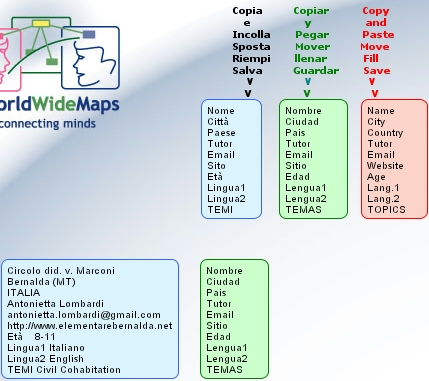 Copia
e
Incolla
Sposta
Riempi
Salva
v
v
Copiar
y
Pegar
Mover
llenar
Guardar
v
v
Copy
and
Paste
Move
Fill
Save
v
v
orldWideMaps
connecting minds
Nome
Città
Paese
Tutor
Email
Sito
Età
Lingua1
Lingua2
TEMI
Nombre
Ciudad
Pais
Tutor
Email
Sitio
Edad
Lengua1
Lengua2
TEMAS
Name
City
Country
Tutor
Email
Website
Age
Lang.1
Lang.2
TOPICS
Circolo did. v. Marconi
Bernalda (MT)
ITALIA
Antonietta Lombardi
antonietta.lombardi@gmail.com
http://www.elementarebernalda.net
Età 8-11
Lingua1 Italiano
Lingua2 English
TEMI Civil Cohabitation
Nombre
Ciudad
Pais
Tutor
Email
Sitio
Edad
Lengua1
Lengua2
TEMAS